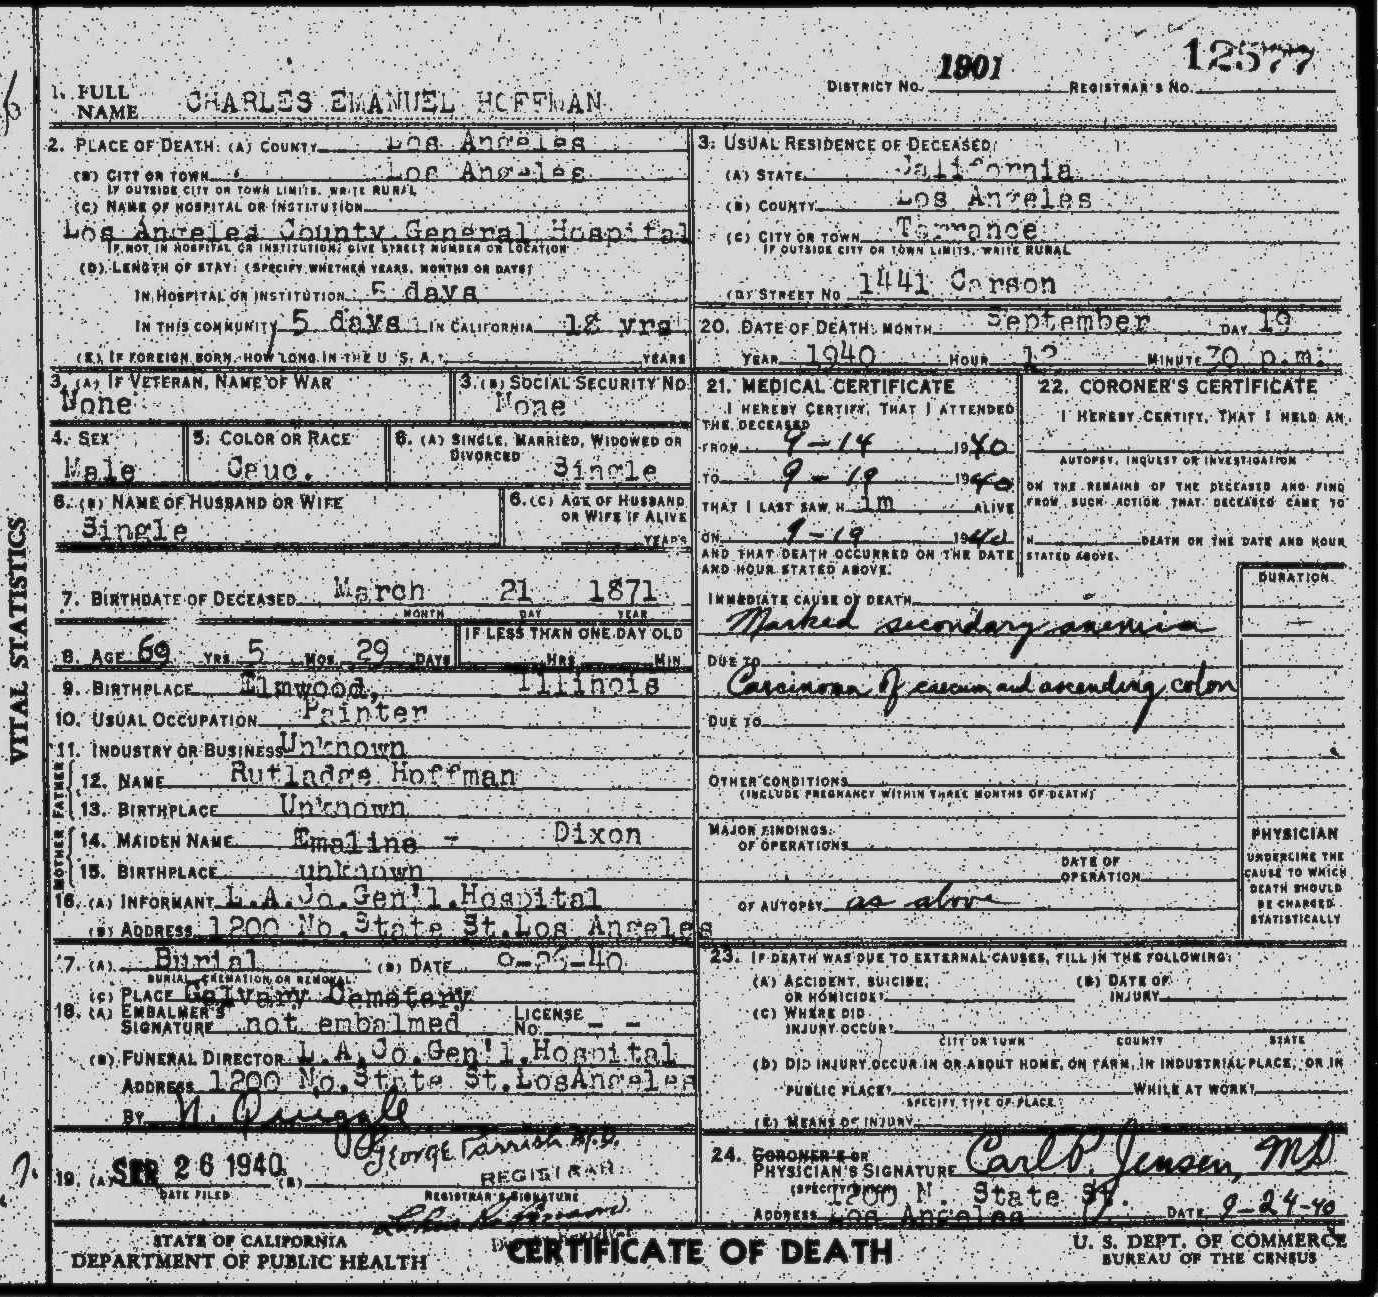 DISTRICT NO. 1901 REGISTRAR'S NO. 12577
1. FULL NAME CHARLES EMANUEL HOFFMAN
2. PLACE OF DEATH: (A) COUNTY Los Angeles
(B) CITY OR TOWN Los Angeles
IF OUTSIDE CITY OR TOWN LIMITS, WRITE RURAL
(C) NAME OF HOSPITAL OR INSTITUTION
Los Angeles County General Hospital
IF NOT IN HOSPITAL OR INSTITUTION, GIVE STREET NUMBER OR LOCATION
(D) LENGTH OF STAY: (SPECIFY WHETHER YEARS, MONTHS OR DAYS)
IN HOSPITAL OR INSTITUTION 5 days
IN THIS COMMUNITY 5 days IN CALIFORNIA 18 yrs
(E) IF FOREIGN BORN, HOW LONG IN THE U. S. A.? YEARS
3. USUAL RESIDENCE OF DECEASED:
(A) STATE California
(B) COUNTY Los Angeles
(C) CITY OR TOWN Torrance
IF OUTSIDE CITY OR TOWN LIMITS, WRITE RURAL
(D) STREET NO. 1441 Carson
20. DATE OF DEATH: MONTH September DAY 19
YEAR 1940 HOUR 12 MINUTE p.m.
3. (A) IF VETERAN, NAME OF WAR
None
3. (B) SOCIAL SECURITY NO.
None
4. SEX
Male
5. COLOR OR RACE
Cauc.
6. (A) SINGLE, MARRIED, WIDOWED OR
DIVORCED
Single
6. (B) NAME OF HUSBAND OR WIFE
Single
6. (C) AGE OF HUSBAND
OR WIFE IF ALIVE
YEARS
7. BIRTHDATE OF DECEASED March 21 1871
MONTH DAY YEAR
8. AGE 69 YRS. 5 MOS. 29 DAYS
IF LESS THAN ONE DAY OLD
HRS. MIN.
9. BIRTHPLACE Elmwood, Illinois
10. USUAL OCCUPATION Painter
11. INDUSTRY OR BUSINESS Unknown
FATHER
12. NAME Rutladge Hoffman
13. BIRTHPLACE Unknown
MOTHER
14. MAIDEN NAME Emaline - Dixon
15. BIRTHPLACE unknown
16. (A) INFORMANT L.A.Co.Gen'l.Hospital
(B) ADDRESS 1200 No.State St.Los Angeles
17. (A) Burial (B) DATE
BURIAL, CREMATION OR REMOVAL
(C) PLACE Calvary Cemetery
18. (A) EMBALMER'S
SIGNATURE not embalmed LICENSE
NO. - -
(B) FUNERAL DIRECTOR L.A.Co.Gen'l.Hospital
ADDRESS 1200 No.State St.LosAngeles
BY N. Quiggle
19. (A) SEP 26 1940 (B) George Parrish M.D.
REGISTRAR
DATE FILED REGISTRAR'S SIGNATURE
21. MEDICAL CERTIFICATE
I HEREBY CERTIFY, THAT I ATTENDED
THE DECEASED
FROM 9-14 1940
TO 9-19 1940
THAT I LAST SAW H im ALIVE
ON 9-19 1940
AND THAT DEATH OCCURRED ON THE DATE
AND HOUR STATED ABOVE.
22. CORONER'S CERTIFICATE
I HEREBY CERTIFY, THAT I HELD AN
AUTOPSY, INQUEST OR INVESTIGATION
ON THE REMAINS OF THE DECEASED AND FIND
FROM SUCH ACTION THAT DECEASED CAME TO
H DEATH ON THE DATE AND HOUR
STATED ABOVE.
DURATION
IMMEDIATE CAUSE OF DEATH
Marked secondary anemia
DUE TO
Carcinoma of caecum and ascending colon
DUE TO
OTHER CONDITIONS
(INCLUDE PREGNANCY WITHIN THREE MONTHS OF DEATH)
MAJOR FINDINGS:
OF OPERATIONS
DATE OF
OPERATION
OF AUTOPSY as above
PHYSICIAN
UNDERLINE THE
CAUSE TO WHICH
DEATH SHOULD
BE CHARGED
STATISTICALLY
23. IF DEATH WAS DUE TO EXTERNAL CAUSES, FILL IN THE FOLLOWING:
(A) ACCIDENT, SUICIDE,
OR HOMICIDE?
(B) DATE OF
INJURY
(C) WHERE DID
INJURY OCCUR?
CITY OR TOWN COUNTY STATE
(D) DID INJURY OCCUR IN OR ABOUT HOME, ON FARM, IN INDUSTRIAL PLACE, OR IN
PUBLIC PLACE? WHILE AT WORK?
SPECIFY TYPE OF PLACE
(E) MEANS OF INJURY
24. CORONER'S OR
PHYSICIAN'S SIGNATURE Carl P. Jensen, MD
1200 N. State St.
ADDRESS Los Angeles DATE 9-24-40
VITAL STATISTICS
STATE OF CALIFORNIA
DEPARTMENT OF PUBLIC HEALTH
CERTIFICATE OF DEATH
U. S. DEPT. OF COMMERCE
BUREAU OF THE CENSUS